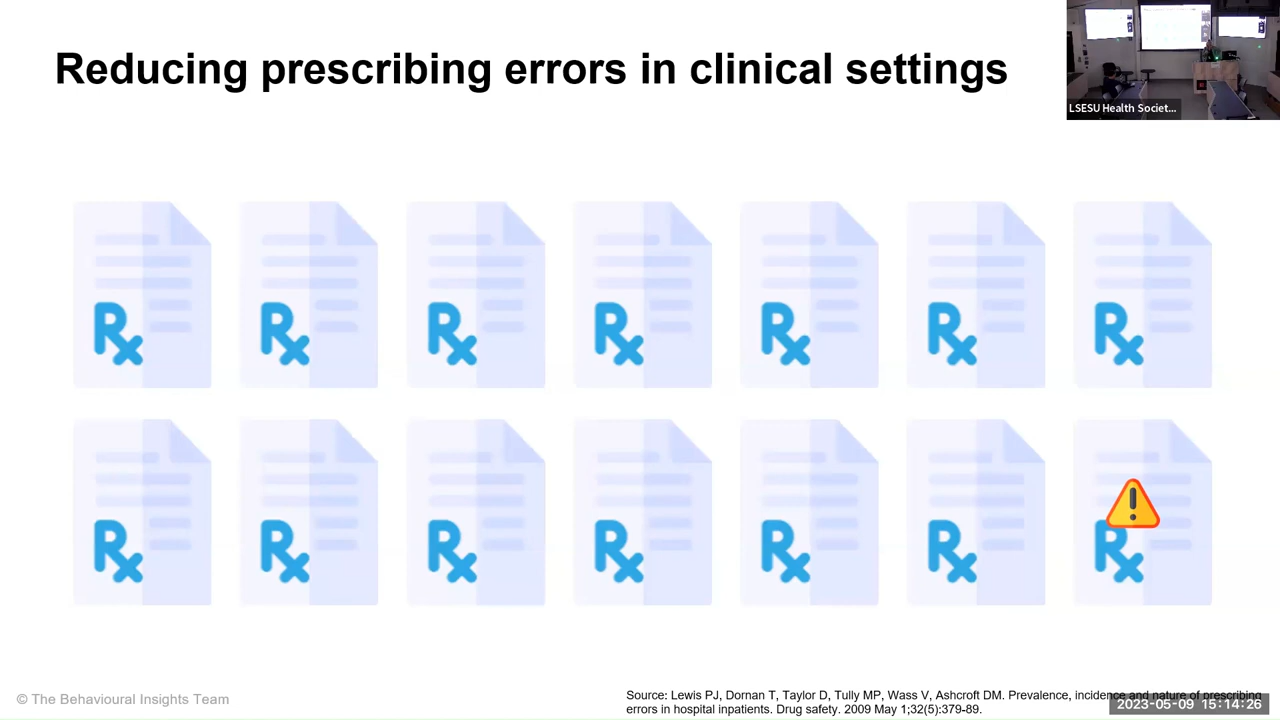 Reducing prescribing errors in clinical settings
LSESU Health Societ...
Rx Rx Rx Rx Rx Rx Rx
Rx Rx Rx Rx Rx Rx Rx
© The Behavioural Insights Team
Source: Lewis PJ, Dornan T, Taylor D, Tully MP, Wass V, Ashcroft DM. Prevalence, incidence and nature of prescribing
errors in hospital inpatients. Drug safety. 2009 May 1;32(5):379-89.
2023-05-09 15:14:26